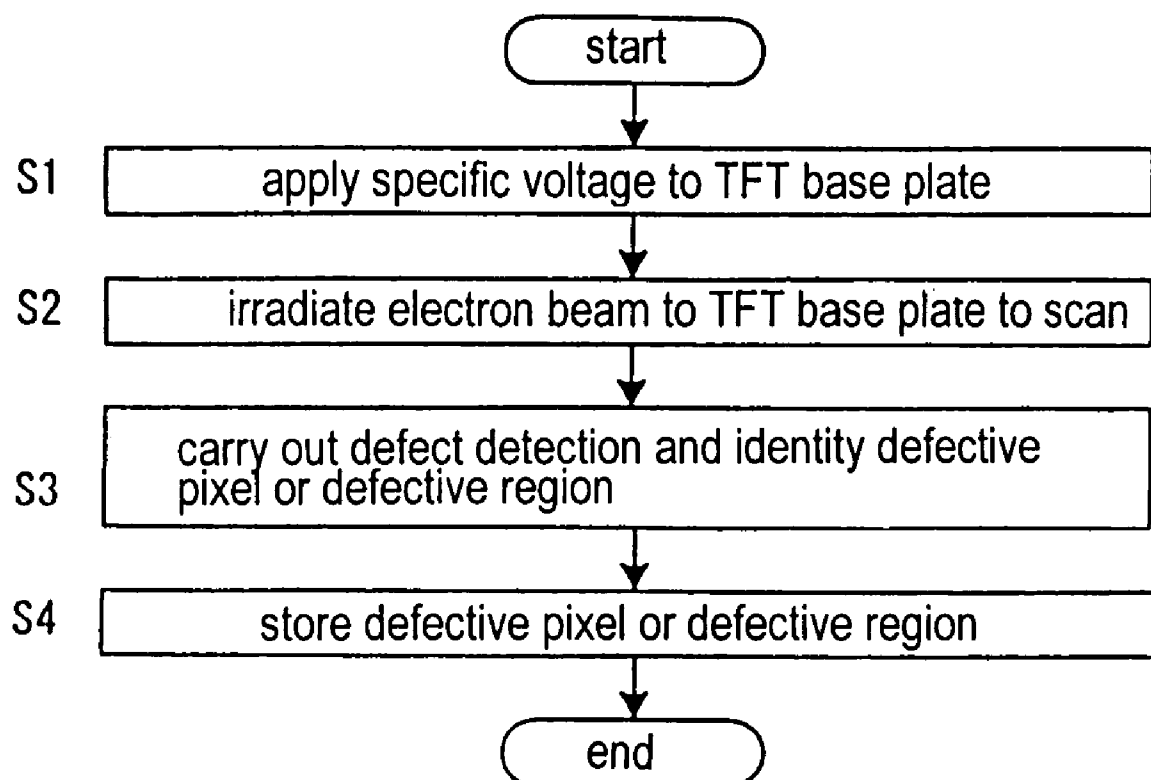 start
S1 apply specific voltage to TFT base plate
S2 irradiate electron beam to TFT base plate to scan
carry out defect detection and identity defective
S3 pixel or defective region
S4 store defective pixel or defective region
end